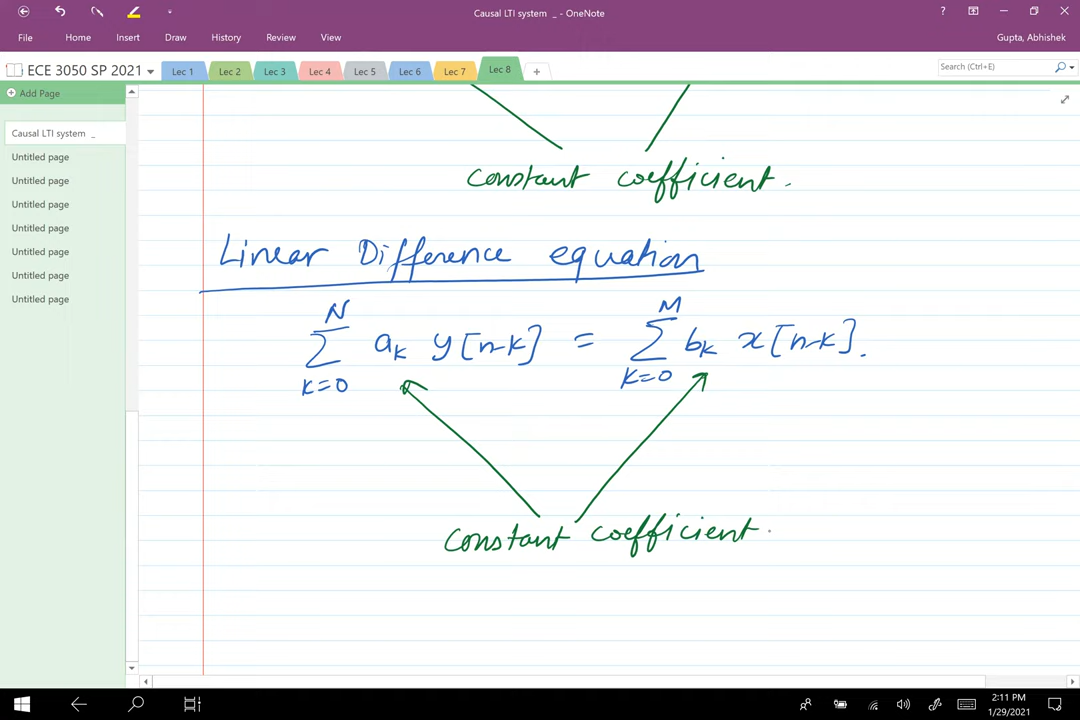 Causal LTI system _ - OneNote
File Home Insert Draw History Review View
Gupta, Abhishek
ECE 3050 SP 2021
Lec 1 Lec 2 Lec 3 Lec 4 Lec 5 Lec 6 Lec 7 Lec 8
Search (Ctrl+E)
Add Page
Causal LTI system _
Untitled page
Untitled page
Untitled page
Untitled page
Untitled page
Untitled page
Untitled page
constant coefficient.
Linear Difference equation
N M
∑ aₖ y[n-k] = ∑ bₖ x[n-k].
k=0 k=0
constant coefficient.
2:11 PM
1/29/2021